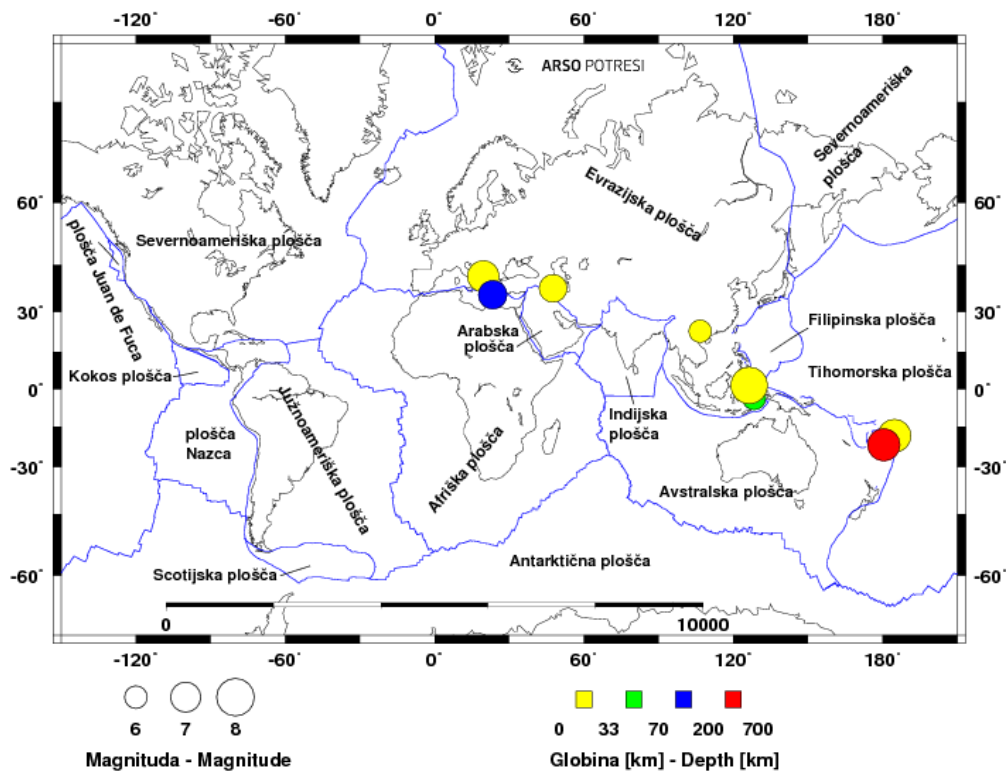 -120° -60° 0° 60° 120° 180°
ARSO POTRESI
Severnoameriška
plošča
Evrazijska plošča
60° 60°
Severnoameriška plošča
plošča Juan de Fuca
30° 30°
Arabska
plošča
Filipinska plošča
Kokos plošča
Tihomorska plošča
0° 0°
Južnoameriška plošča
Indijska
plošča
plošča
Nazca
Afriška plošča
-30° -30°
Avstralska plošča
Antarktična plošča
-60° -60°
Scotijska plošča
0 10000
-120° -60° 0° 60° 120° 180°
6 7 8
0 33 70 200 700
Magnituda - Magnitude
Globina [km] - Depth [km]